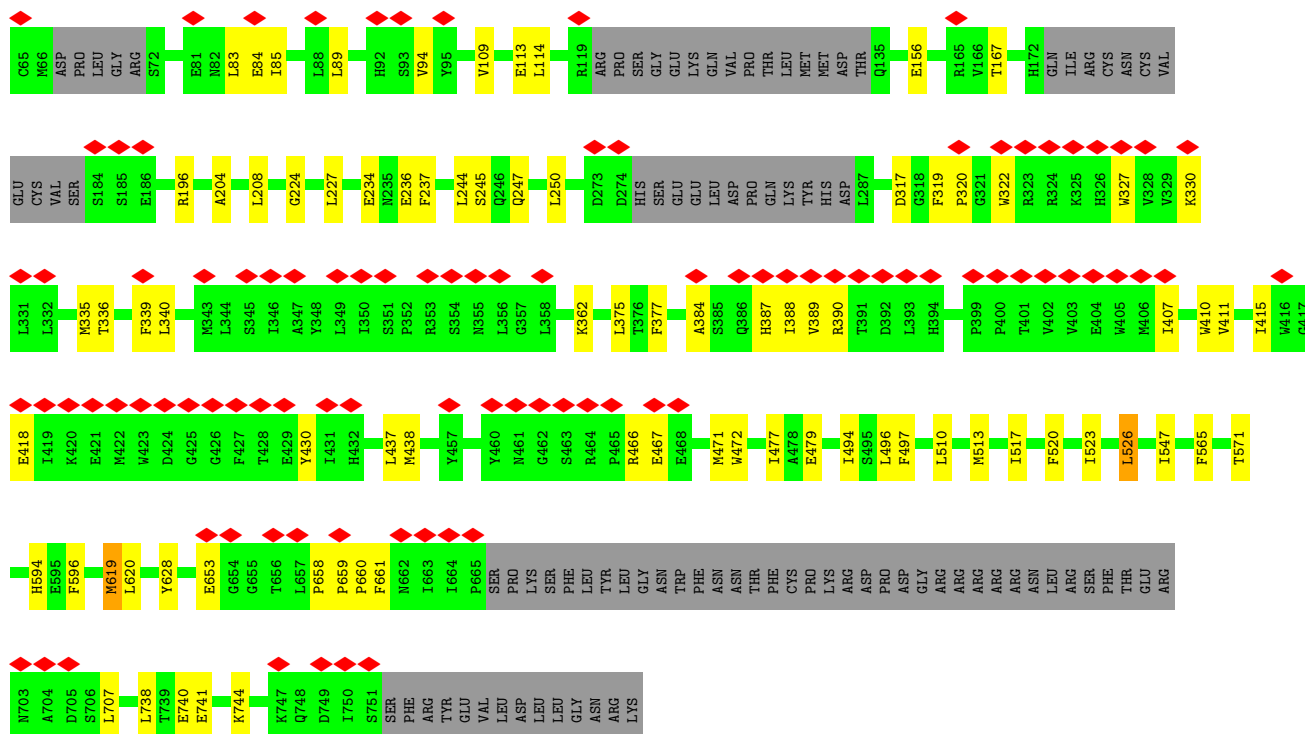 C65 M66 ASP PRO LEU GLY ARG S72 E81 N82 L83 E84 I85 L88 L89 H92 S93 V94 Y95 V109 E113 L114 R119 ARG PRO SER GLY GLU LYS GLN VAL PRO THR LEU MET MET ASP THR Q135 E156 R165 V166 T167 H172 GLN ILE ARG CYS ASN CYS VAL
GLU CYS VAL SER S184 S185 E186 R196 A204 L208 G224 L227 E234 N235 E236 F237 L244 S245 Q246 Q247 L250 D273 D274 HIS SER GLU GLU LEU ASP PRO GLN LYS TYR HIS ASP L287 D317 G318 F319 P320 G321 W322 R323 R324 K325 H326 W327 V328 V329 K330
L331 L332 M335 T336 F339 L340 M343 L344 S345 I346 A347 Y348 L349 I350 S351 P352 R353 S354 N355 L356 G357 L358 K362 L375 T376 F377 A384 S385 Q386 H387 I388 V389 R390 T391 D392 L393 H394 P399 P400 T401 V402 V403 E404 W405 M406 I407 W410 V411 I415 W416 G417
E418 I419 K420 E421 M422 W423 D424 G425 G426 F427 T428 E429 Y430 I431 H432 L437 M438 Y457 Y460 N461 G462 S463 R464 P465 R466 E467 E468 M471 W472 I477 A478 E479 I494 S495 L496 F497 L510 M513 I517 F520 I523 L526 I547 F565 T571
H594 E595 F596 M619 L620 Y628 E653 G654 G655 T656 L657 P658 P659 P660 F661 N662 I663 I664 P665 SER PRO LYS SER PHE LEU TYR LEU GLY ASN TRP PHE ASN ASN THR PHE CYS PRO LYS ARG ASP PRO ASP GLY ARG ARG ARG ARG ARG ASN LEU ARG SER PHE THR GLU ARG
N703 A704 D705 S706 L707 L738 T739 E740 E741 K744 K747 Q748 D749 I750 S751 SER PHE ARG TYR GLU VAL LEU ASP LEU LEU GLY ASN ARG LYS